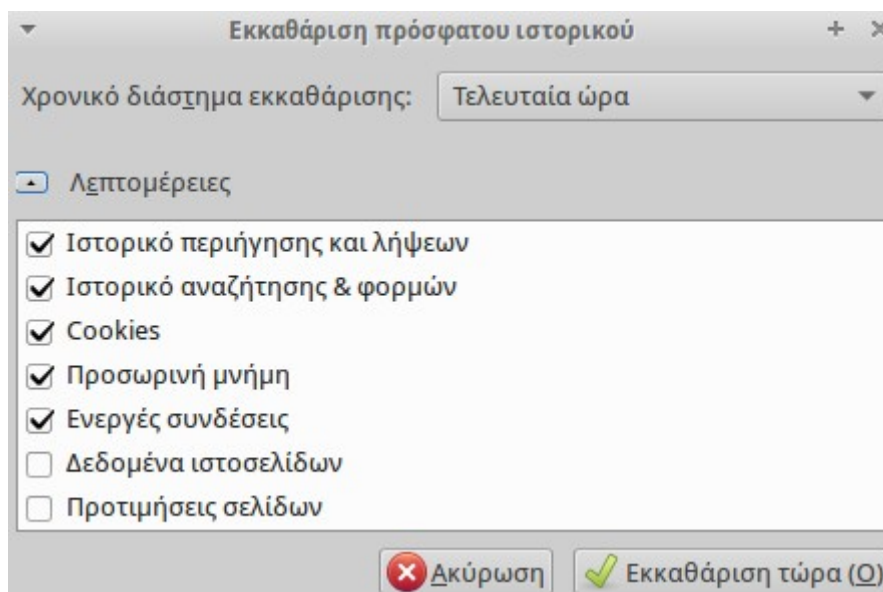 Εκκαθάριση πρόσφατου ιστορικού
Χρονικό διάστημα εκκαθάρισης: Τελευταία ώρα
Λεπτομέρειες
Ιστορικό περιήγησης και λήψεων
Ιστορικό αναζήτησης & φορμών
Cookies
Προσωρινή μνήμη
Ενεργές συνδέσεις
Δεδομένα ιστοσελίδων
Προτιμήσεις σελίδων
Ακύρωση Εκκαθάριση τώρα (O)